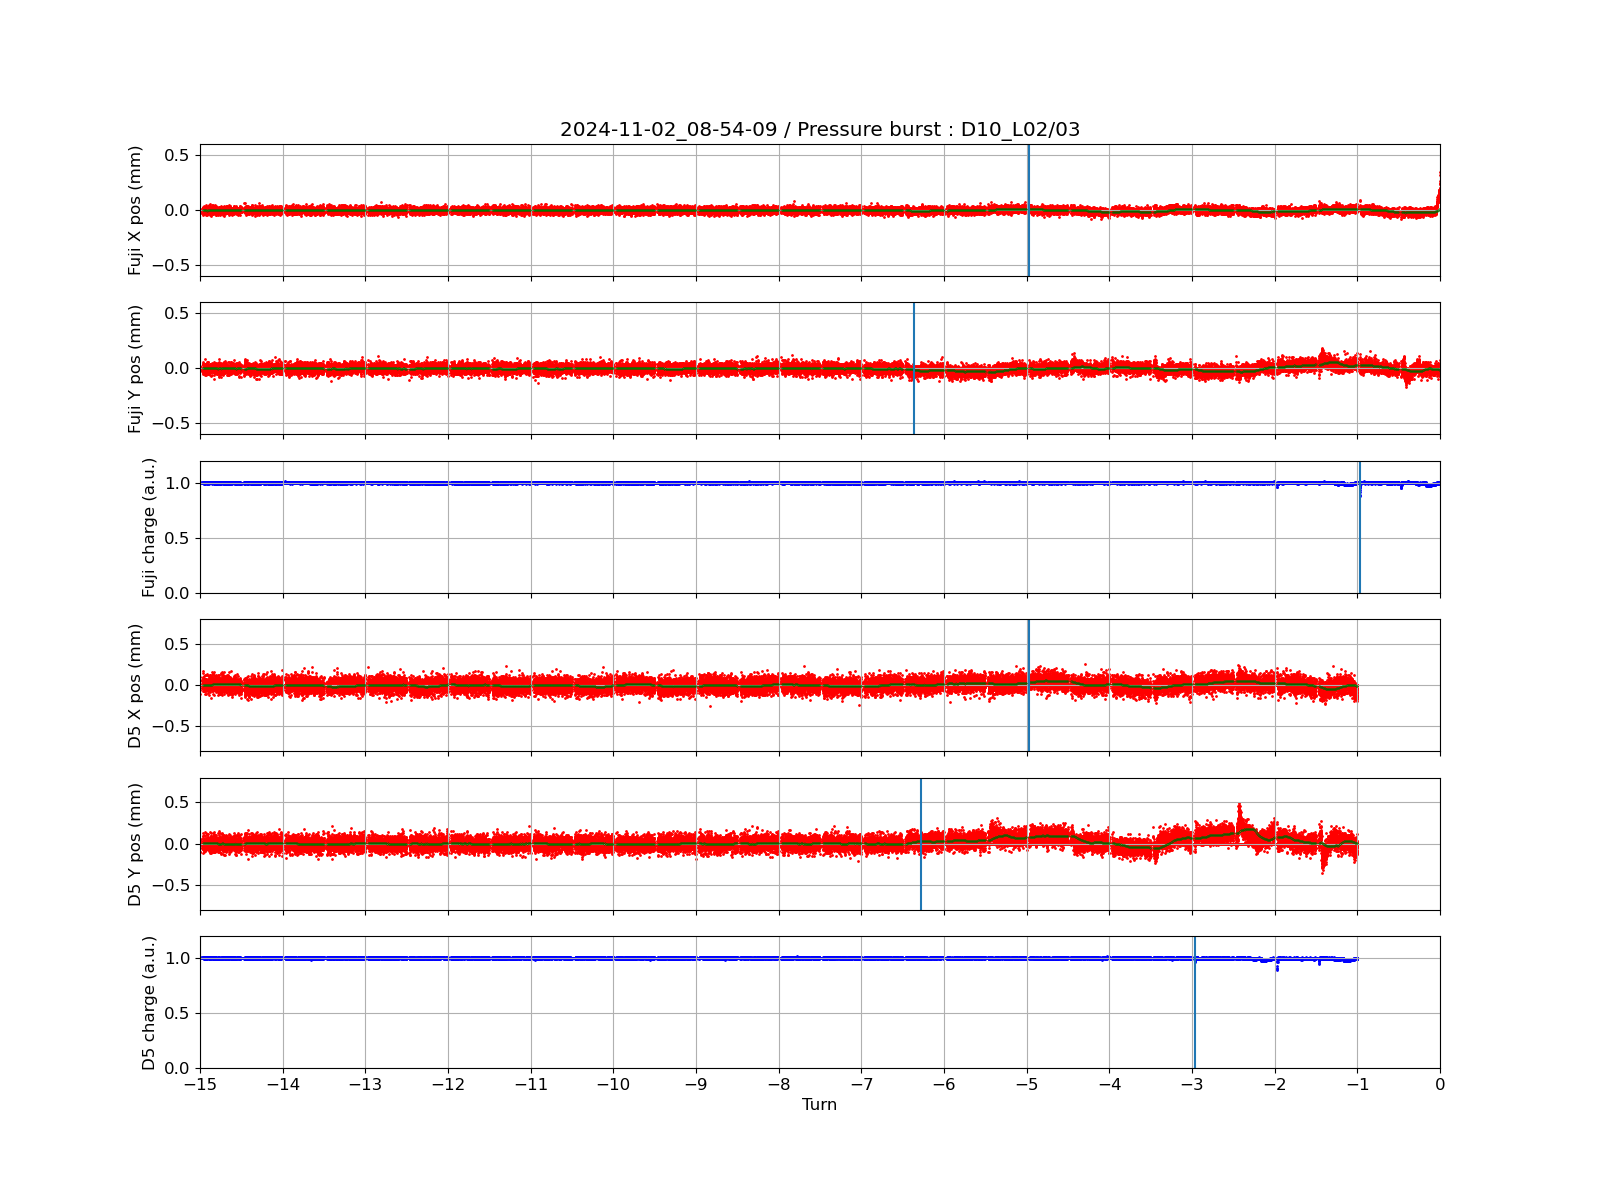 2024-11-02_08-54-09 / Pressure burst : D10_L02/03
Fuji X pos (mm)
0.5
0.0
−0.5
Fuji Y pos (mm)
0.5
0.0
−0.5
Fuji charge (a.u.)
1.0
0.5
0.0
D5 X pos (mm)
0.5
0.0
−0.5
D5 Y pos (mm)
0.5
0.0
−0.5
D5 charge (a.u.)
1.0
0.5
0.0
−15 −14 −13 −12 −11 −10 −9 −8 −7 −6 −5 −4 −3 −2 −1 0
Turn